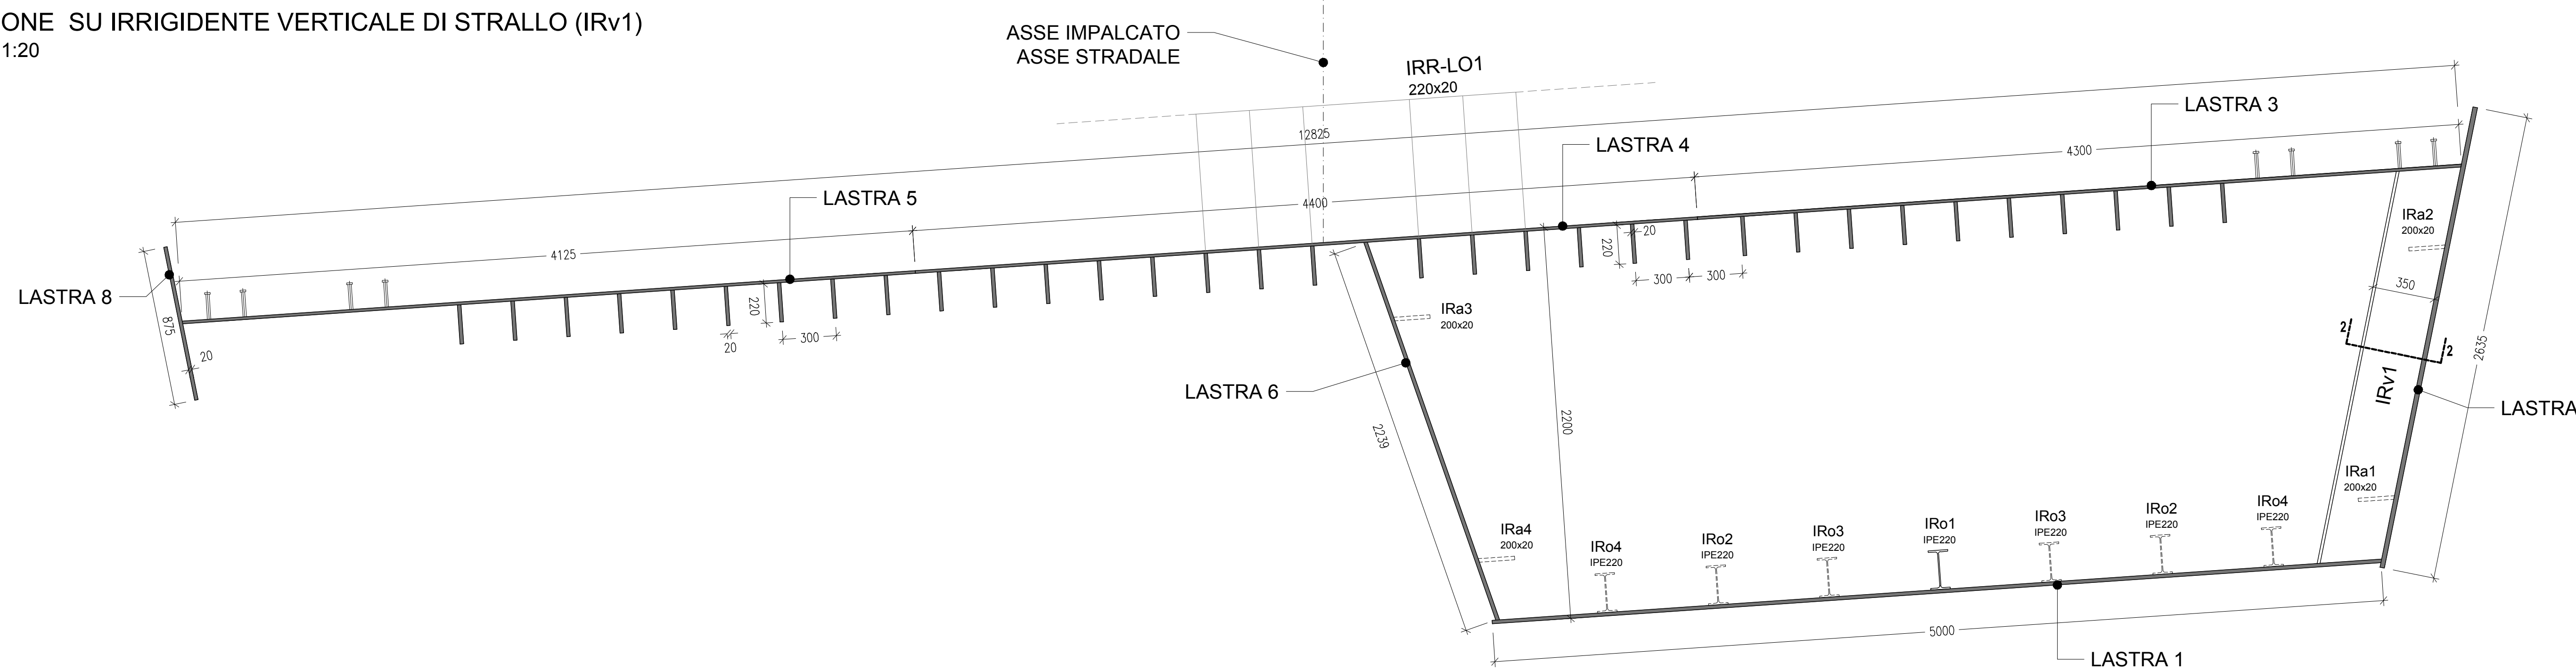 ONE SU IRRIGIDENTE VERTICALE DI STRALLO (IRv1)
1:20
ASSE IMPALCATO
ASSE STRADALE
IRR-LO1
220x20
12825
LASTRA 3
LASTRA 4
4300
LASTRA 5
4400
4125
LASTRA 8
875
20
220
20
300
220
20
300
300
IRa2
200x20
350
IRa3
200x20
2
2
2635
IRv1
LASTRA 6
LASTRA
2239
2200
IRa1
200x20
IRa4
200x20
IRo4
IPE220
IRo2
IPE220
IRo3
IPE220
IRo1
IPE220
IRo3
IPE220
IRo2
IPE220
IRo4
IPE220
5000
LASTRA 1